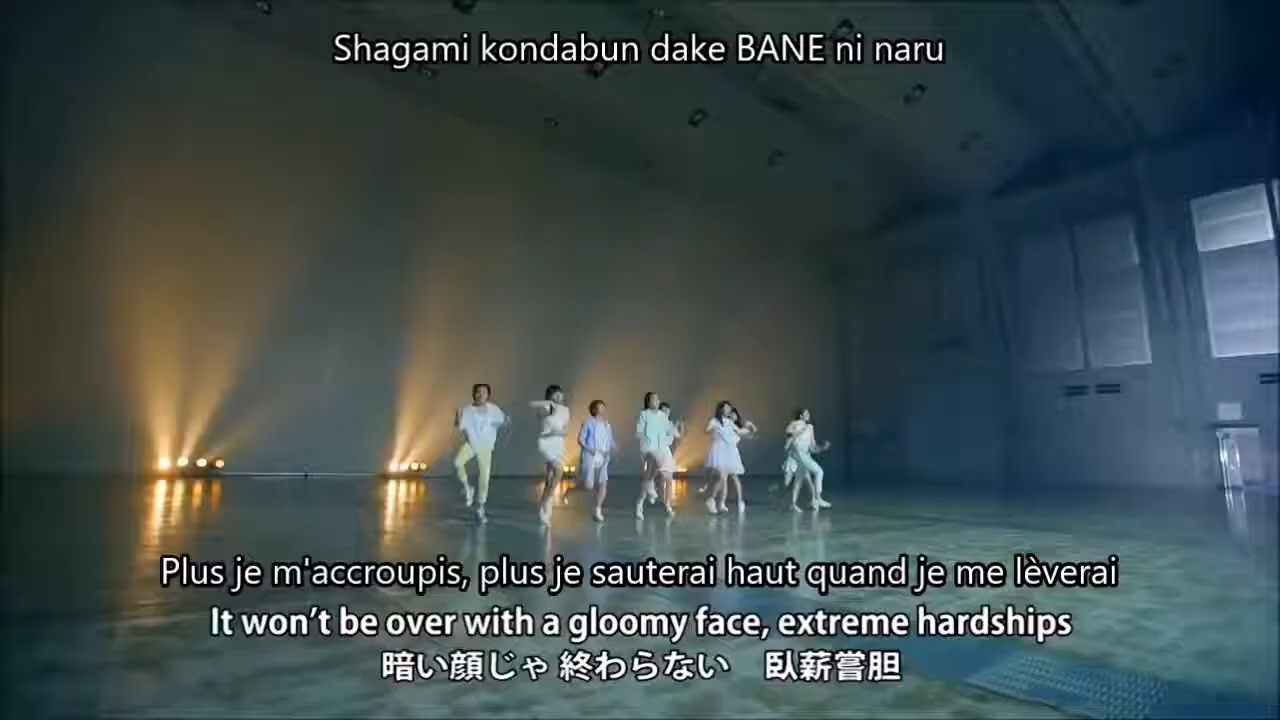 Shagami kondabun dake BANE ni naru
Plus je m'accroupis, plus je sauterai haut quand je me lèverai
It won't be over with a gloomy face, extreme hardships
暗い顔じゃ 終わらない 臥薪嘗胆